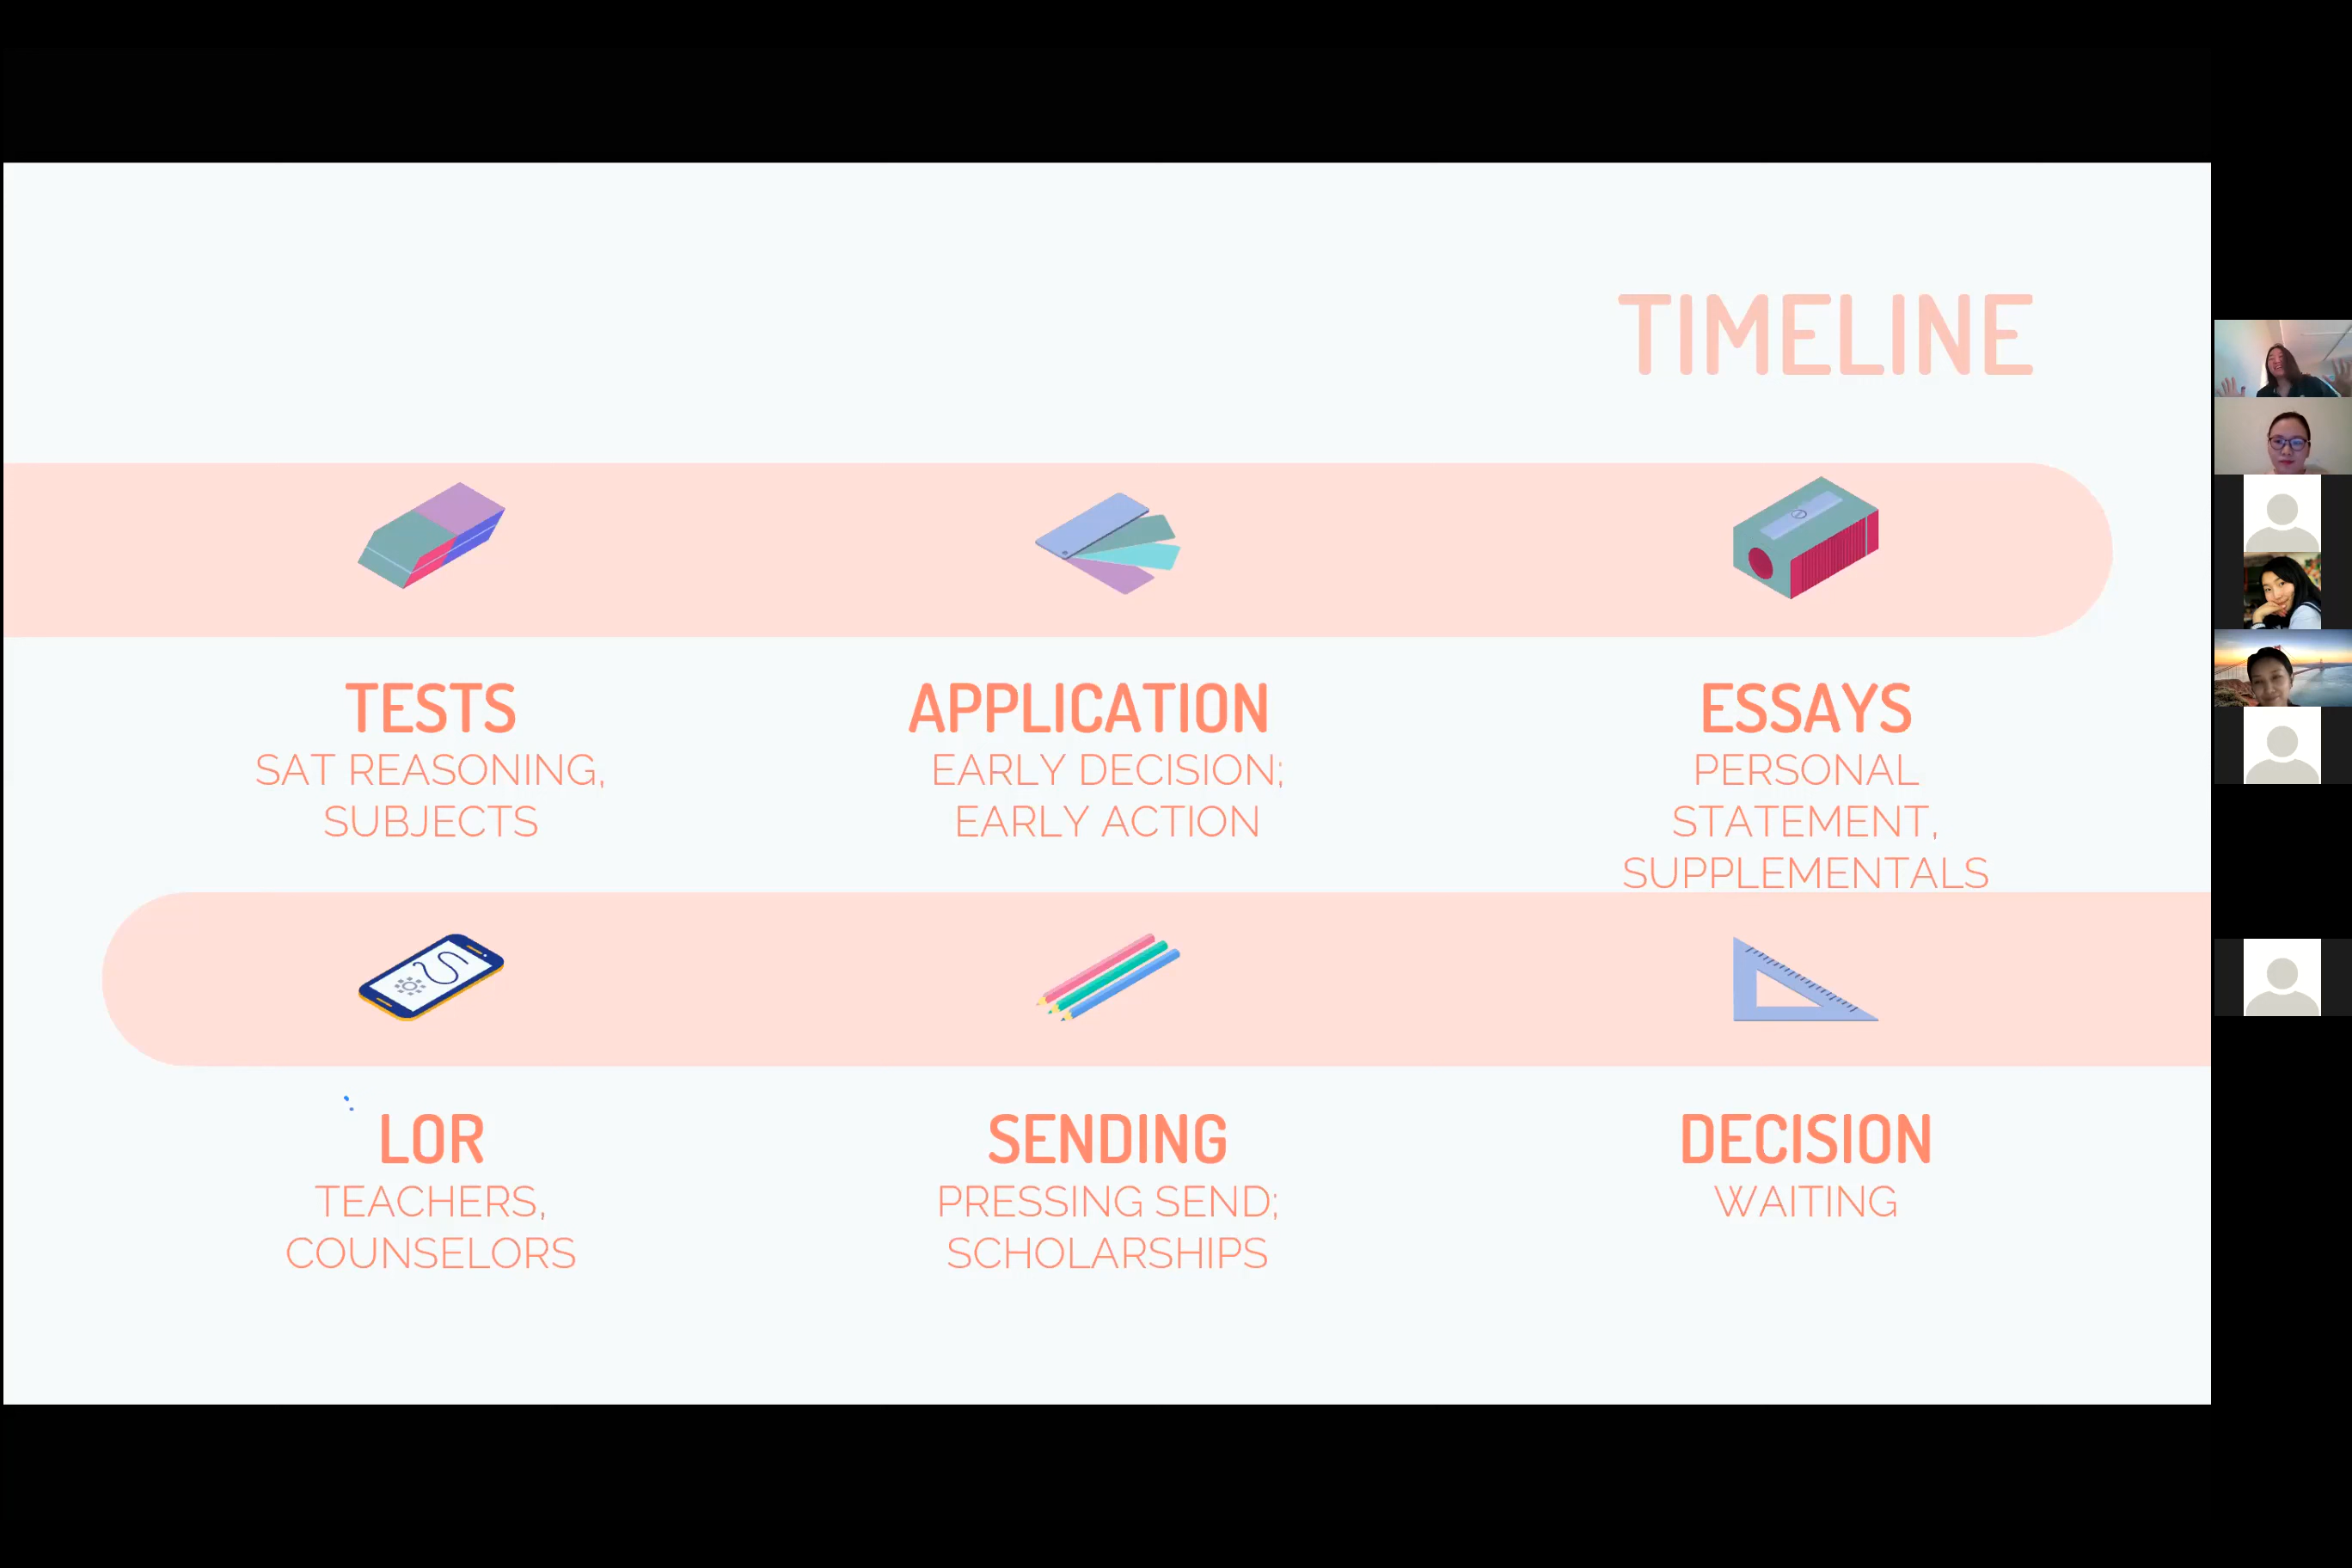 TIMELINE
TESTS
SAT REASONING,
SUBJECTS
APPLICATION
EARLY DECISION;
EARLY ACTION
ESSAYS
PERSONAL
STATEMENT,
SUPPLEMENTALS
LOR
TEACHERS,
COUNSELORS
SENDING
PRESSING SEND;
SCHOLARSHIPS
DECISION
WAITING